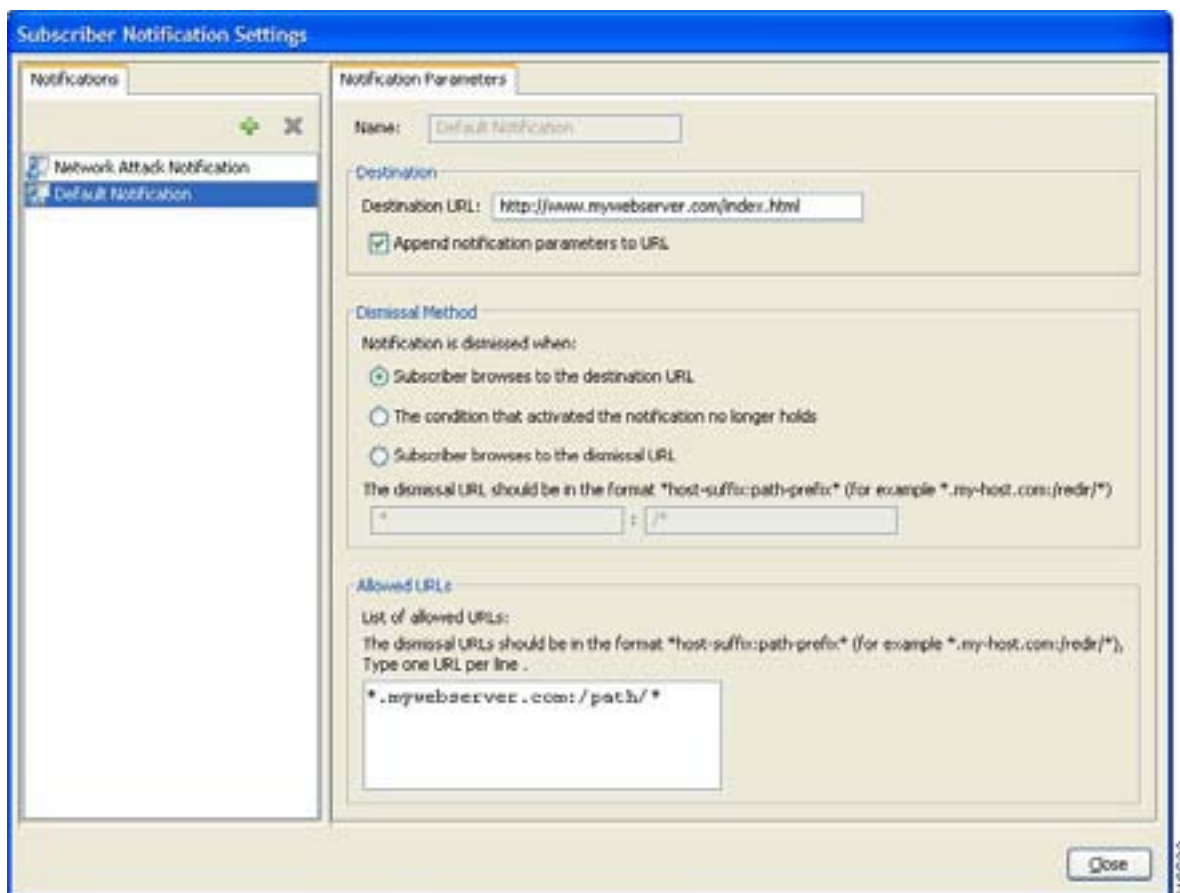 Subscriber Notification Settings
Notifications
Network Attack Notification
Default Notification
Notification Parameters
Name: Default Notification
Destination
Destination URL: http://www.mywebserver.com/index.html
Append notification parameters to URL
Dismissal Method
Notification is dismissed when:
Subscriber browses to the destination URL
The condition that activated the notification no longer holds
Subscriber browses to the dismissal URL
The dismissal URL should be in the format *host-suffix:path-prefix* (for example *.my-host.com:/redir/*)
* : /*
Allowed URLs
List of allowed URLs:
The dismissal URLs should be in the format *host-suffix:path-prefix* (for example *.my-host.com:/redir/*),
Type one URL per line .
*.mywebserver.com:/path/*
Close